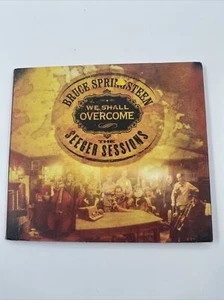 BRUCE SPRINGSTEEN
WE SHALL
OVERCOME
THE
SEEGER SESSIONS